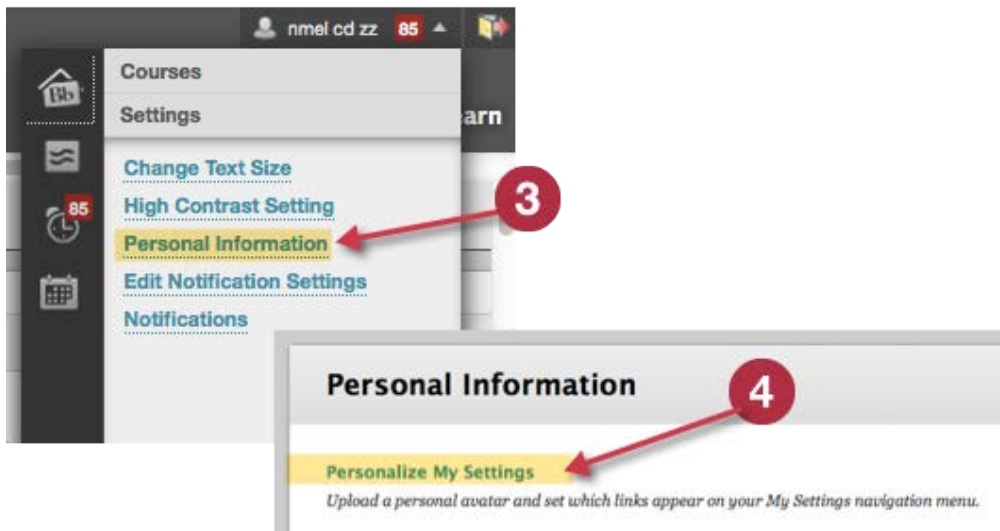 nmel cd zz 85
Bb
Courses
Settings
arn
85
Change Text Size
High Contrast Setting
3
Personal Information
Edit Notification Settings
Notifications
Personal Information
4
Personalize My Settings
Upload a personal avatar and set which links appear on your My Settings navigation menu.